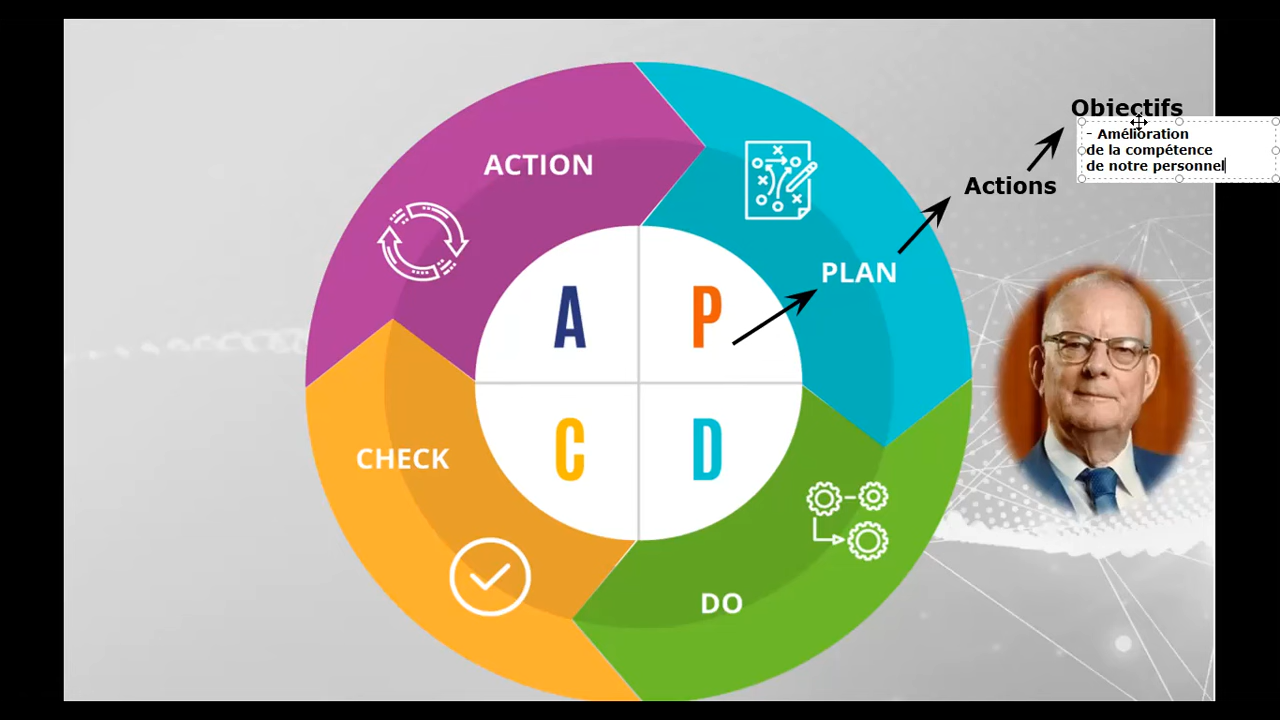 Objectifs
- Amélioration
de la compétence
de notre personnel
Actions
ACTION
PLAN
A
P
C
D
CHECK
DO